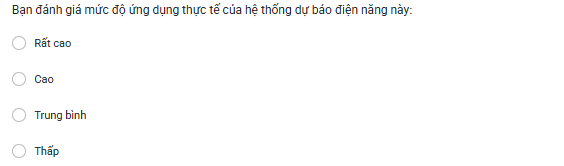 Bạn đánh giá mức độ ứng dụng thực tế của hệ thống dự báo điện năng này:
Rất cao
Cao
Trung bình
Thấp